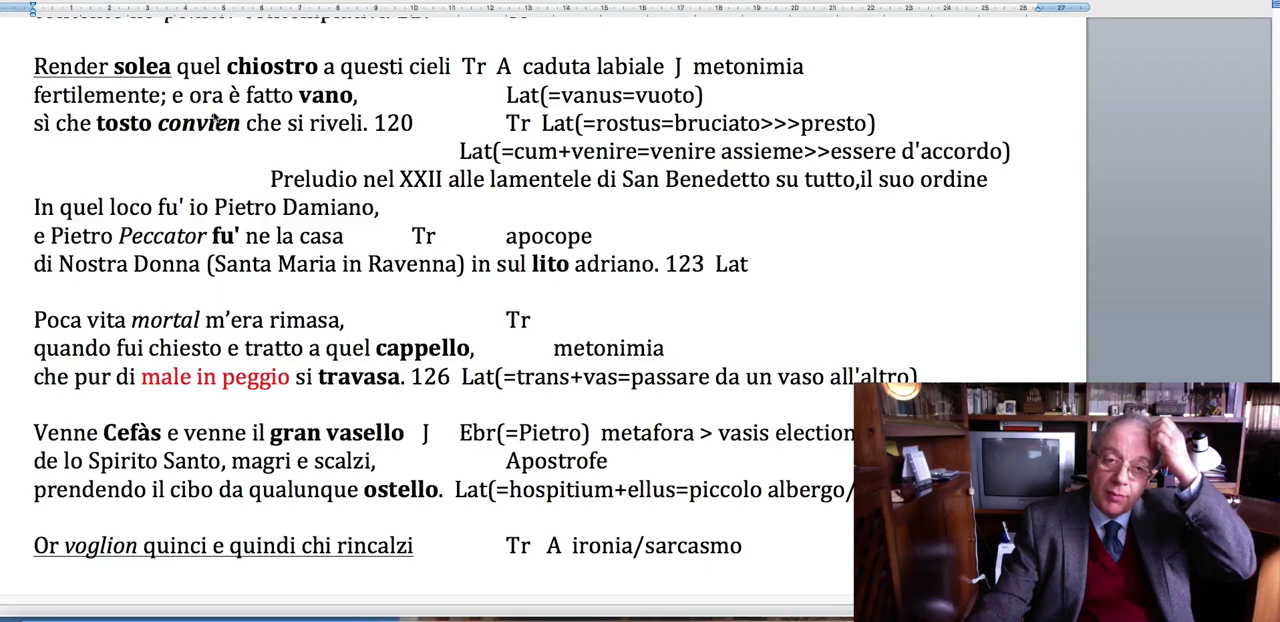 Render solea quel chiostro a questi cieli Tr A caduta labiale J metonimia
fertilemente; e ora è fatto vano, Lat(=vanus=vuoto)
sì che tosto convien che si riveli. 120 Tr Lat(=rostus=bruciato>>>presto)
Lat(=cum+venire=venire assieme>>essere d'accordo)
Preludio nel XXII alle lamentele di San Benedetto su tutto,il suo ordine
In quel loco fu' io Pietro Damiano,
e Pietro Peccator fu' ne la casa Tr apocope
di Nostra Donna (Santa Maria in Ravenna) in sul lito adriano. 123 Lat
Poca vita mortal m’era rimasa, Tr
quando fui chiesto e tratto a quel cappello, metonimia
che pur di male in peggio si travasa. 126 Lat(=trans+vas=passare da un vaso all'altro)
Venne Cefàs e venne il gran vasello J Ebr(=Pietro) metafora > vasis election
de lo Spirito Santo, magri e scalzi, Apostrofe
prendendo il cibo da qualunque ostello. Lat(=hospitium+ellus=piccolo albergo/
Or voglion quinci e quindi chi rincalzi Tr A ironia/sarcasmo